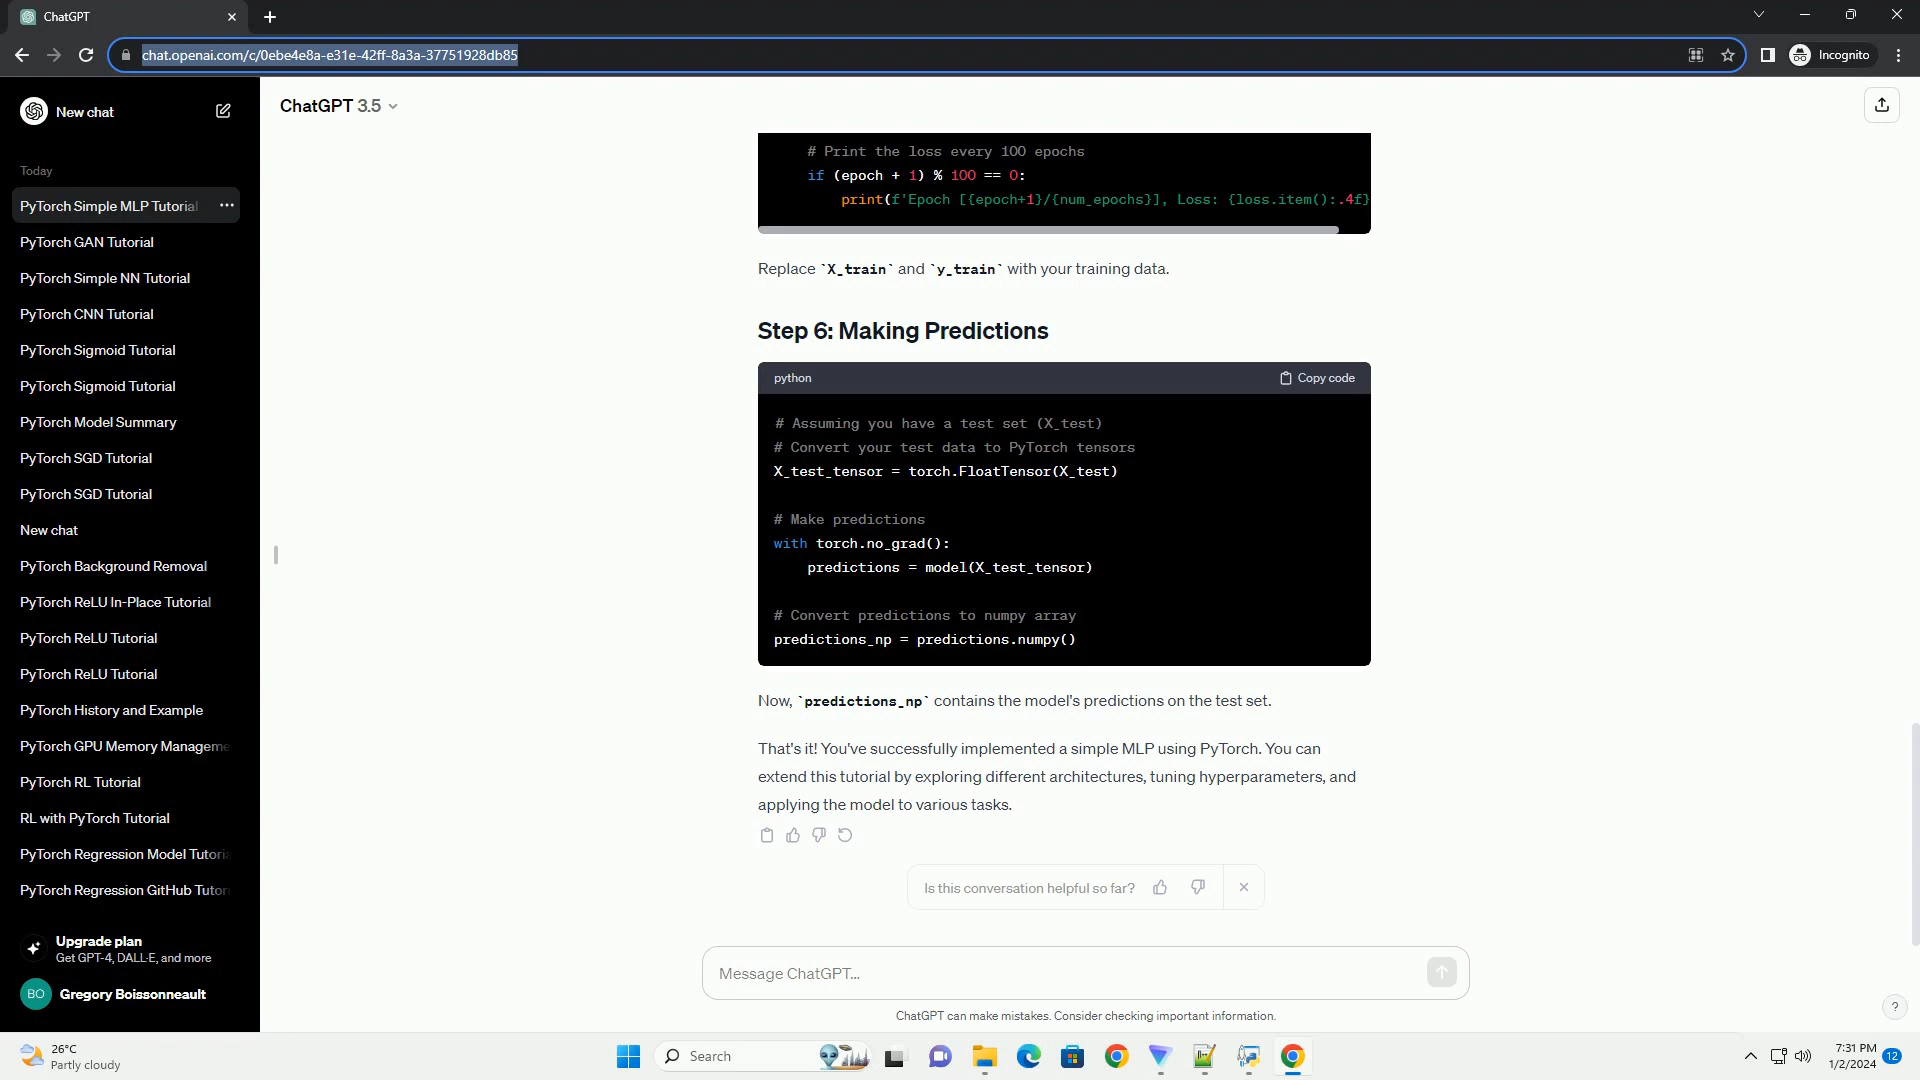 ChatGPT
chat.openai.com/c/0ebe4e8a-e31e-42ff-8a3a-37751928db85
Incognito
New chat
Today
PyTorch Simple MLP Tutorial
PyTorch GAN Tutorial
PyTorch Simple NN Tutorial
PyTorch CNN Tutorial
PyTorch Sigmoid Tutorial
PyTorch Sigmoid Tutorial
PyTorch Model Summary
PyTorch SGD Tutorial
PyTorch SGD Tutorial
New chat
PyTorch Background Removal
PyTorch ReLU In-Place Tutorial
PyTorch ReLU Tutorial
PyTorch ReLU Tutorial
PyTorch History and Example
PyTorch GPU Memory Manageme
PyTorch RL Tutorial
RL with PyTorch Tutorial
PyTorch Regression Model Tutoria
PyTorch Regression GitHub Tutor
Upgrade plan
Get GPT-4, DALL·E, and more
BO
Gregory Boissonneault
ChatGPT 3.5
# Print the loss every 100 epochs
if (epoch + 1) % 100 == 0:
print(f'Epoch [{epoch+1}/{num_epochs}], Loss: {loss.item():.4f}
Replace `X_train` and `y_train` with your training data.
Step 6: Making Predictions
python
Copy code
# Assuming you have a test set (X_test)
# Convert your test data to PyTorch tensors
X_test_tensor = torch.FloatTensor(X_test)
# Make predictions
with torch.no_grad():
predictions = model(X_test_tensor)
# Convert predictions to numpy array
predictions_np = predictions.numpy()
Now, `predictions_np` contains the model's predictions on the test set.
That's it! You've successfully implemented a simple MLP using PyTorch. You can
extend this tutorial by exploring different architectures, tuning hyperparameters, and
applying the model to various tasks.
Is this conversation helpful so far?
Message ChatGPT...
ChatGPT can make mistakes. Consider checking important information.
?
26°C
Partly cloudy
Search
7:31 PM
1/2/2024
12